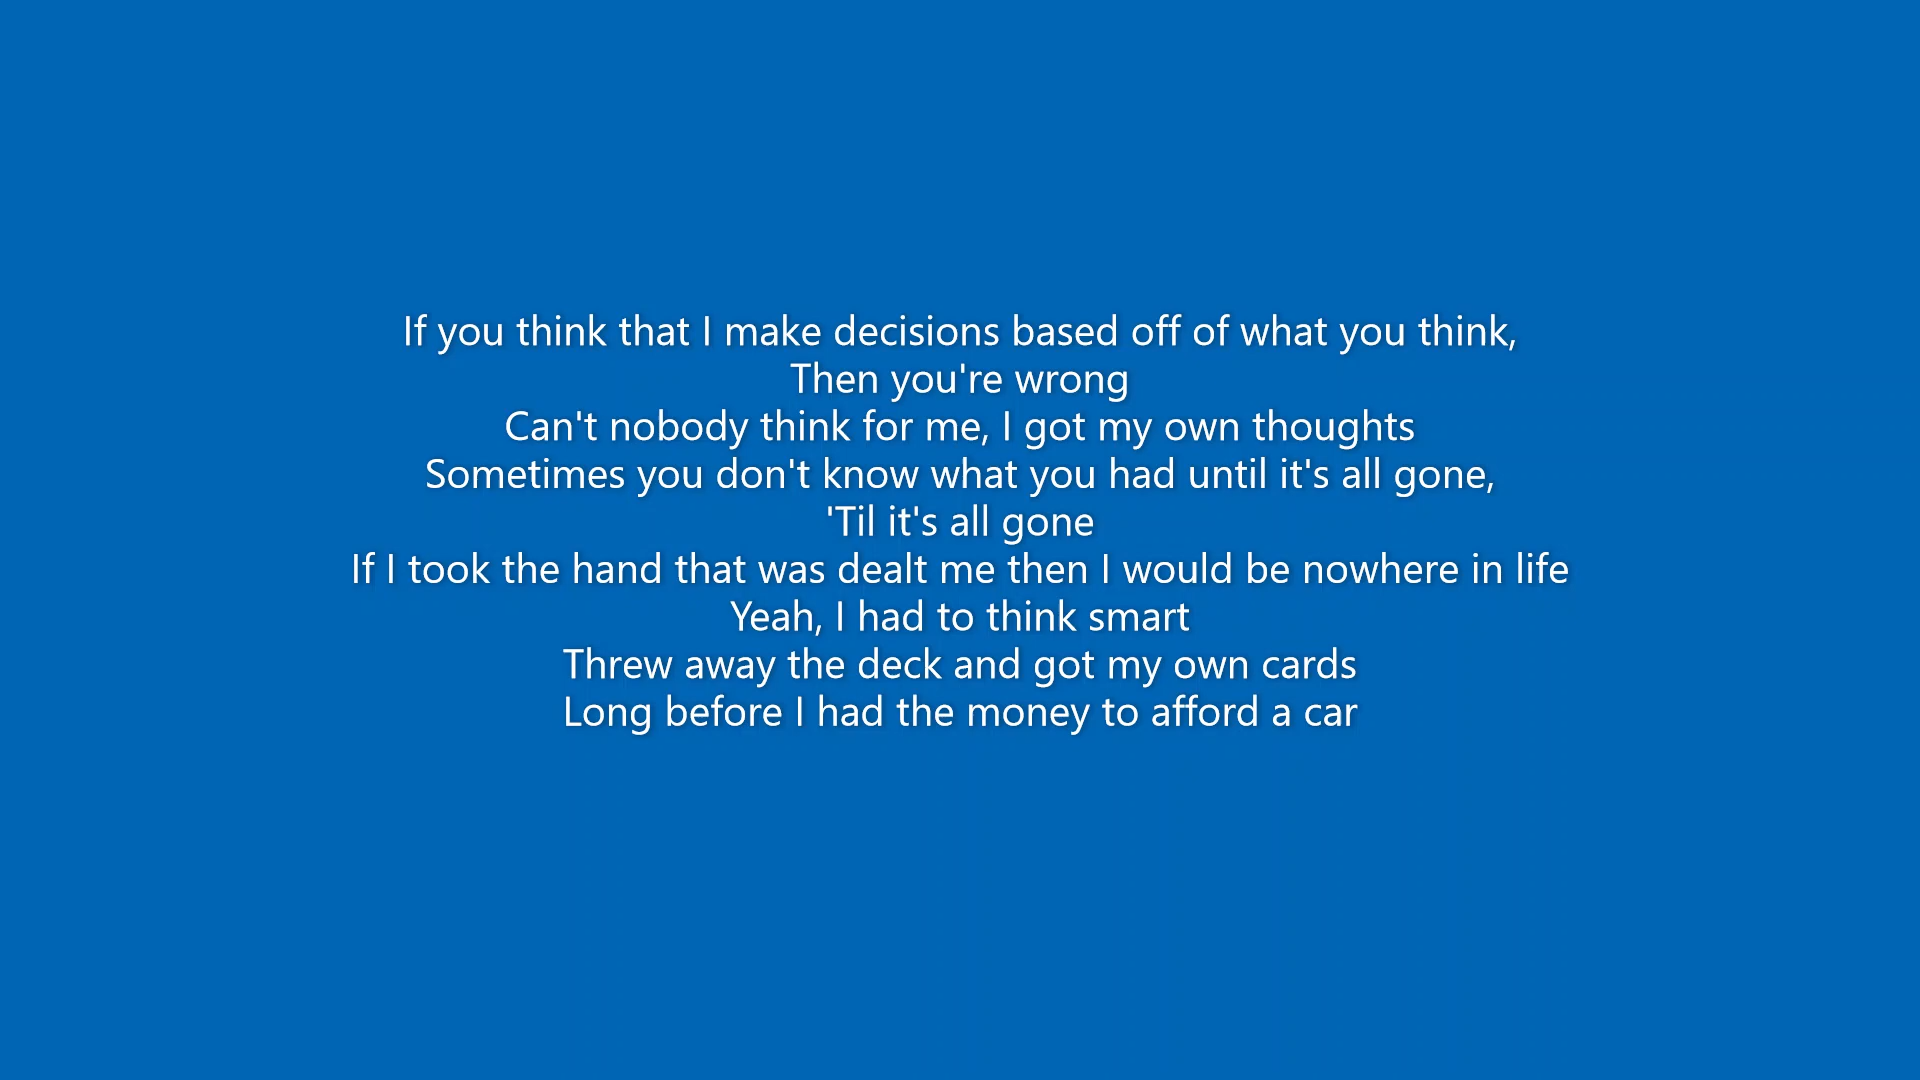 If you think that I make decisions based off of what you think,
Then you're wrong
Can't nobody think for me, I got my own thoughts
Sometimes you don't know what you had until it's all gone,
'Til it's all gone
If I took the hand that was dealt me then I would be nowhere in life
Yeah, I had to think smart
Threw away the deck and got my own cards
Long before I had the money to afford a car